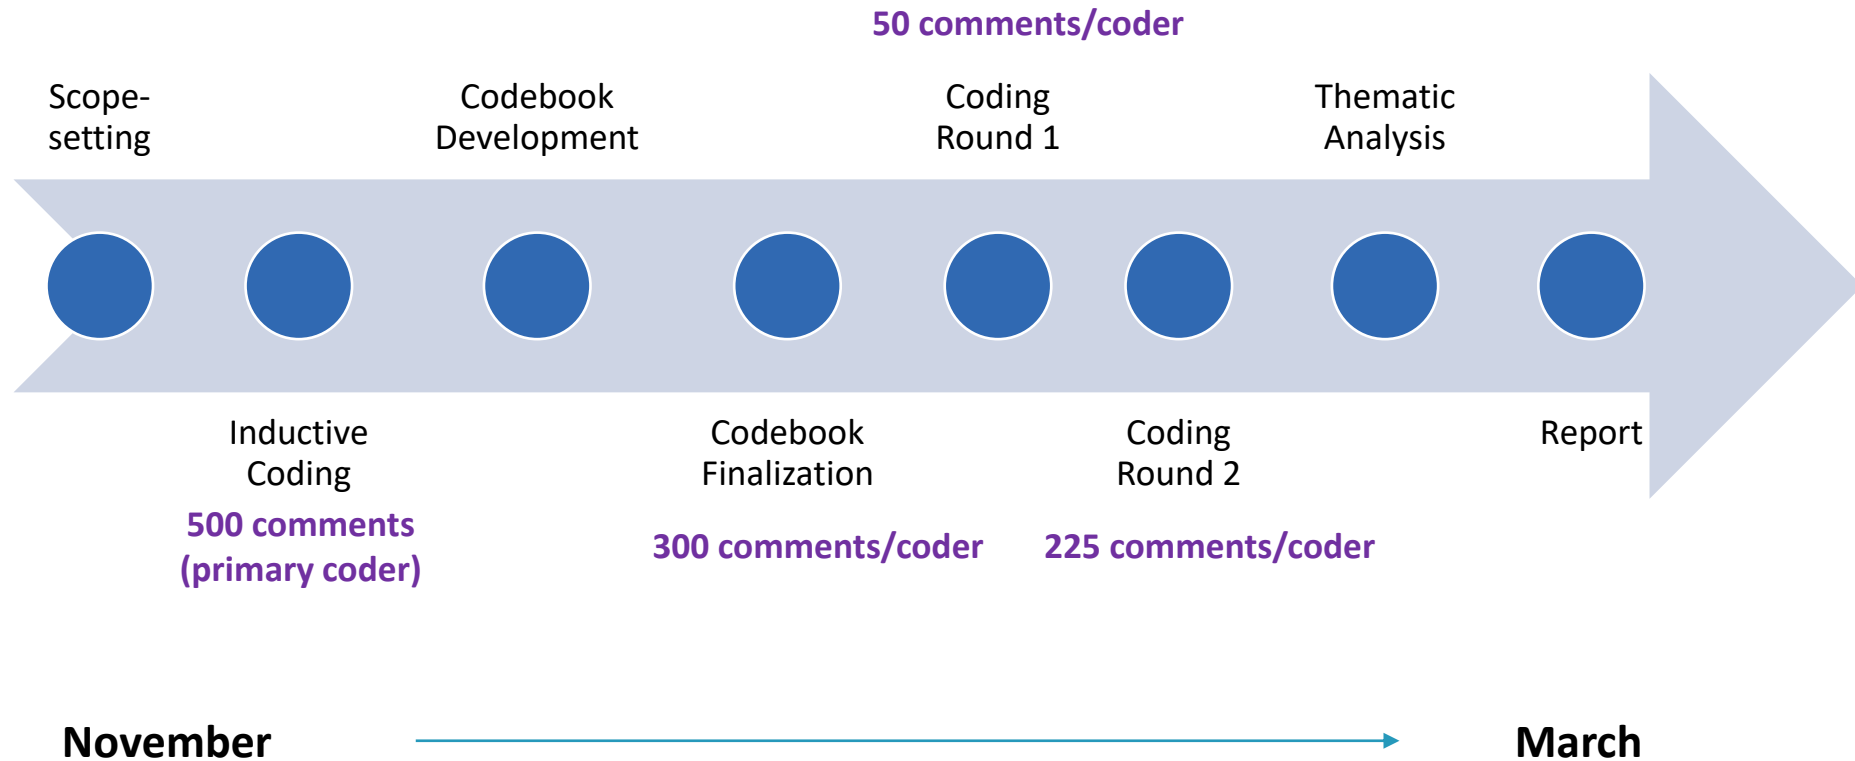 50 comments/coder
Scope-
setting
Codebook
Development
Coding
Round 1
Thematic
Analysis
Inductive
Coding
500 comments
(primary coder)
Codebook
Finalization
300 comments/coder
Coding
Round 2
225 comments/coder
Report
November
March